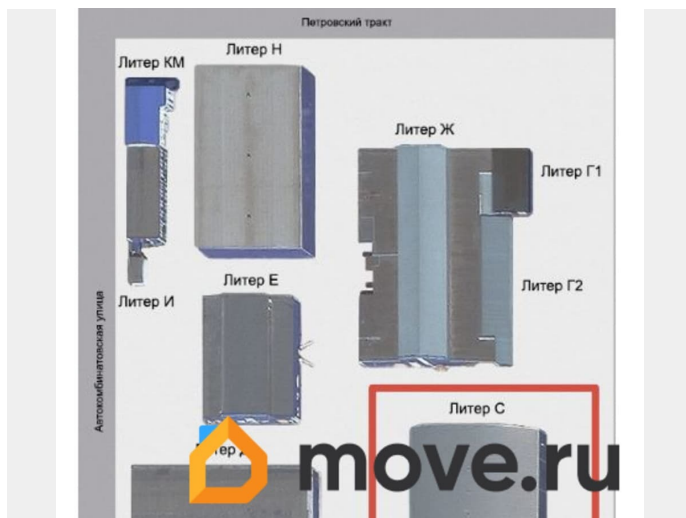 Петровский тракт
Литер Н
Литер КМ
Литер Ж
Литер Г1
Литер Е
Литер Г2
Литер И
Автокомбинатовская улица
Литер С
move.ru